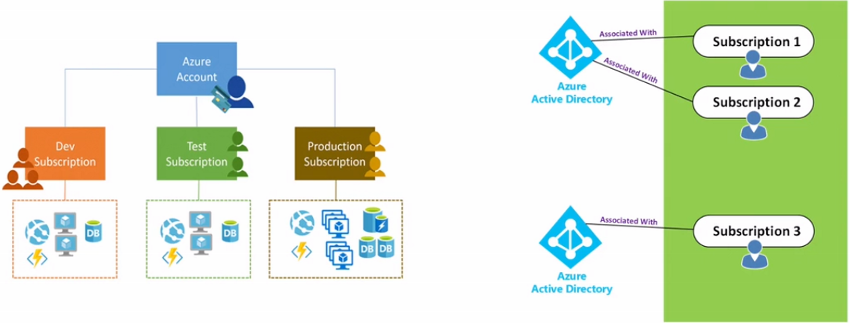 Azure
Account
Dev
Subscription
Test
Subscription
Production
Subscription
DB
DB
DB
DB
Azure
Active Directory
Associated With
Associated With
Subscription 1
Subscription 2
Azure
Active Directory
Associated With
Subscription 3